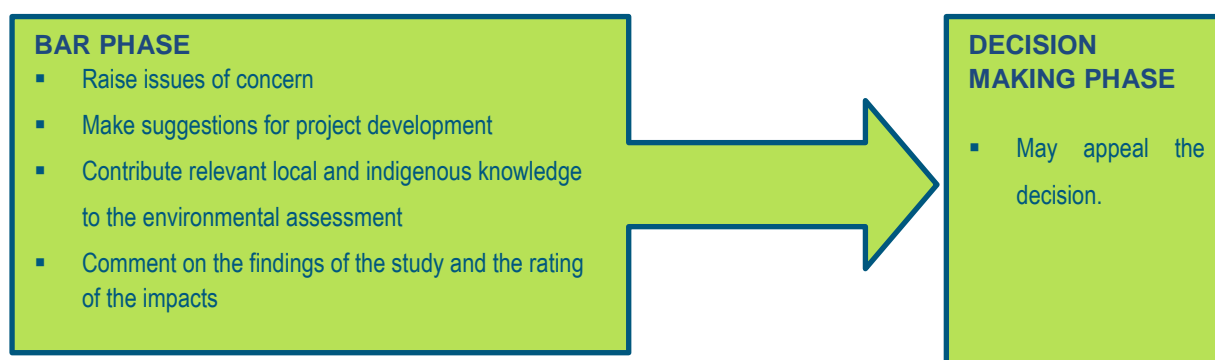 BAR PHASE
▪ Raise issues of concern
▪ Make suggestions for project development
▪ Contribute relevant local and indigenous knowledge
to the environmental assessment
▪ Comment on the findings of the study and the rating
of the impacts
DECISION
MAKING PHASE
▪ May appeal the
decision.